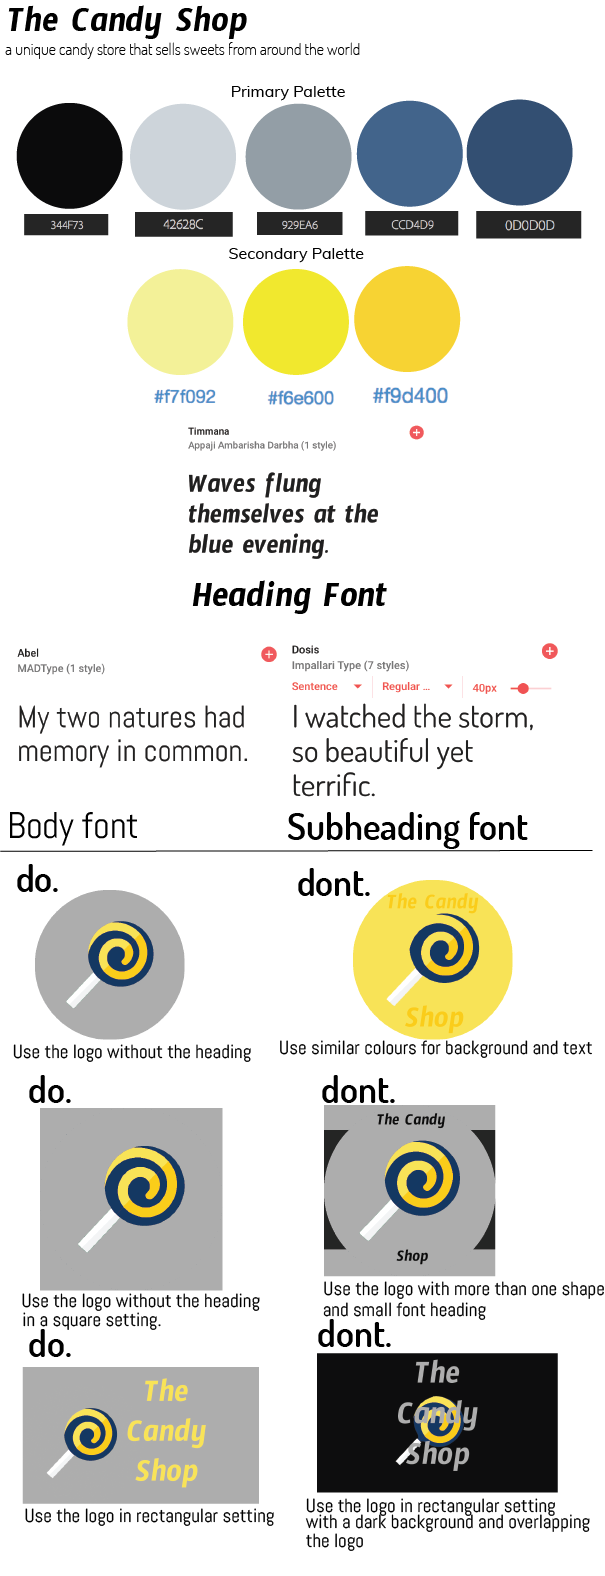 The Candy Shop
a unique candy store that sells sweets from around the world
Primary Palette
344F73 42628C 929EA6 CCD4D9 0D0D0D
Secondary Palette
#f7f092 #f6e600 #f9d400
Timmana
Appaji Ambarisha Darbha (1 style)
Waves flung
themselves at the
blue evening.
Heading Font
Abel
MADType (1 style)
My two natures had
memory in common.
Body font
Dosis
Impallari Type (7 styles)
Sentence Regular ... 40px
I watched the storm,
so beautiful yet
terrific.
Subheading font
do.
Use the logo without the heading
dont.
The Candy
Shop
Use similar colours for background and text
do.
Use the logo without the heading
in a square setting.
dont.
The Candy
Shop
Use the logo with more than one shape
and small font heading
do.
The
Candy
Shop
Use the logo in rectangular setting
dont.
The
Candy
Shop
Use the logo in rectangular setting
with a dark background and overlapping
the logo